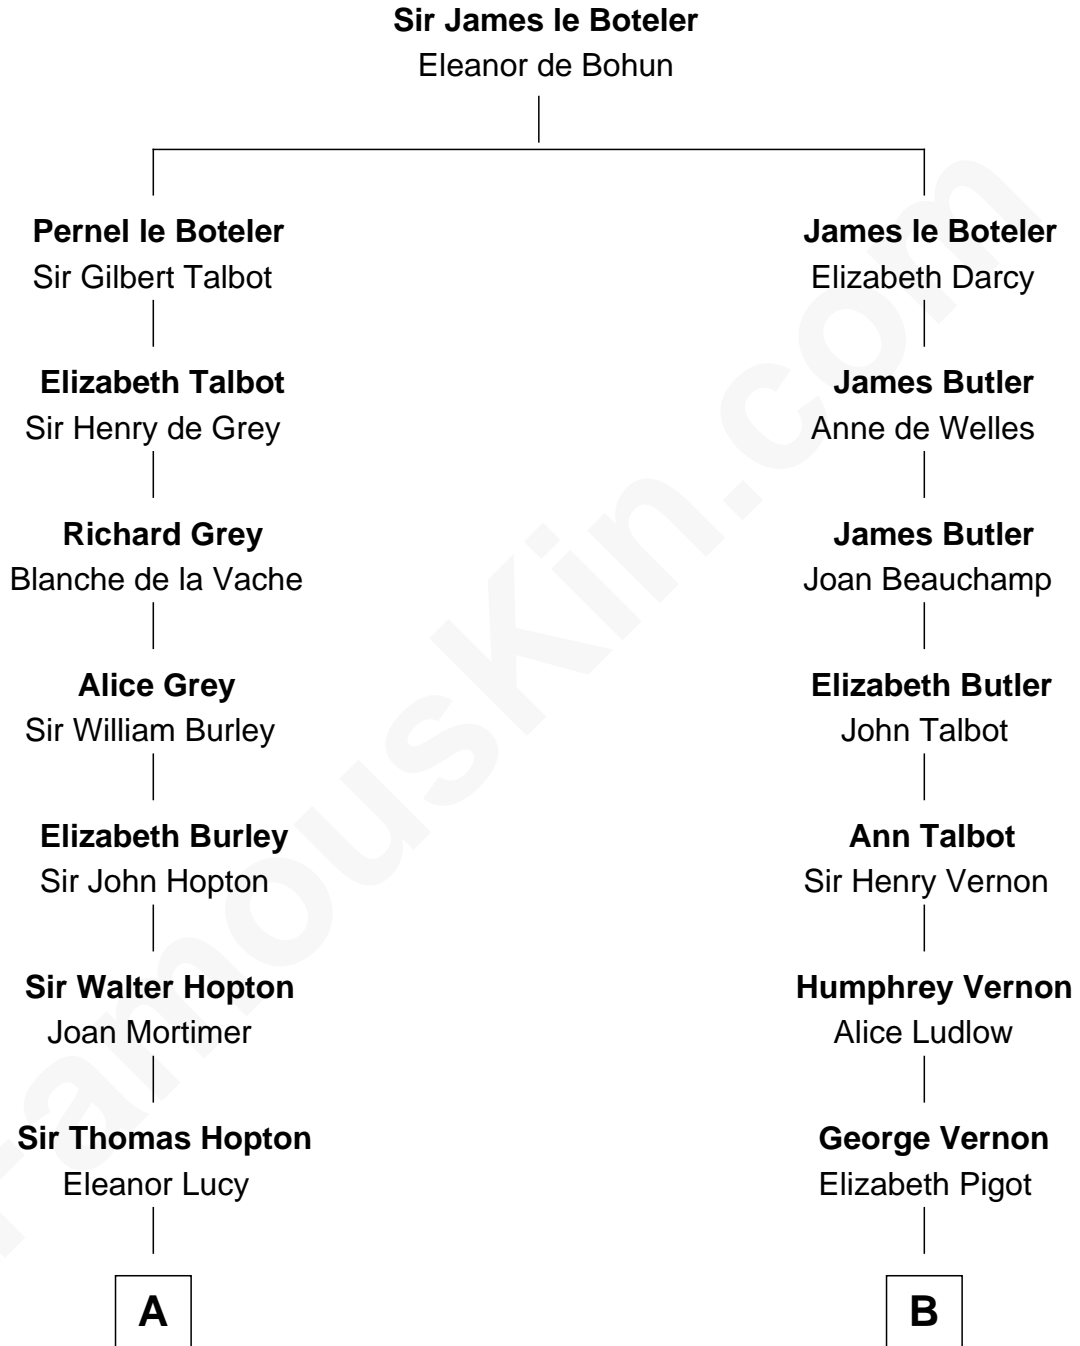 Sir James le Boteler
Eleanor de Bohun
Pernel le Boteler
Sir Gilbert Talbot
James le Boteler
Elizabeth Darcy
Elizabeth Talbot
Sir Henry de Grey
James Butler
Anne de Welles
Richard Grey
Blanche de la Vache
James Butler
Joan Beauchamp
Alice Grey
Sir William Burley
Elizabeth Butler
John Talbot
Elizabeth Burley
Sir John Hopton
Ann Talbot
Sir Henry Vernon
Sir Walter Hopton
Joan Mortimer
Humphrey Vernon
Alice Ludlow
Sir Thomas Hopton
Eleanor Lucy
George Vernon
Elizabeth Pigot
A
B
FamousKin.com